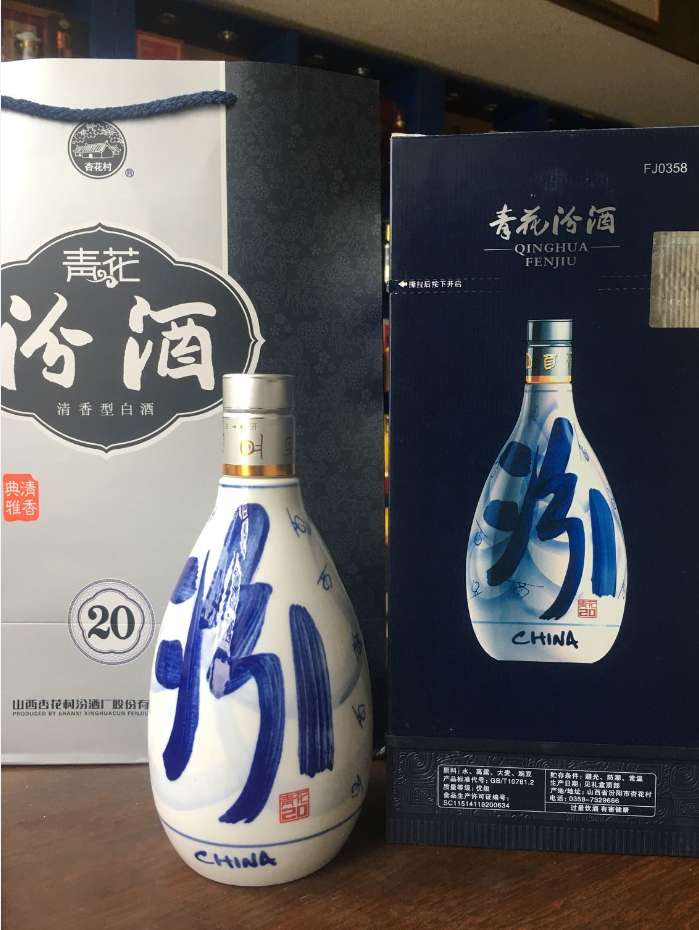 杏花村
®
青花
汾酒
清香型白酒
清香
典雅
20
山西杏花村汾酒厂股份有
PRODUCED BY SHANXI XINGHUACUN FENJIU
汾
青花
20
CHINA
FJ0358
青花汾酒
QINGHUA
FENJIU
掩拉后按下开启
汾
青花
20
CHINA
原料：水、高粱、大麦、豌豆
产品标准代号：GB/T10781.2
质量等级：优级
食品生产许可证编号：
SC11514118200634
贮存条件：避光、防潮、常温
生产日期：见礼盒顶部
产地/地址：山西省汾阳市杏花村
电话：0358-7329666
过量饮酒 有害健康